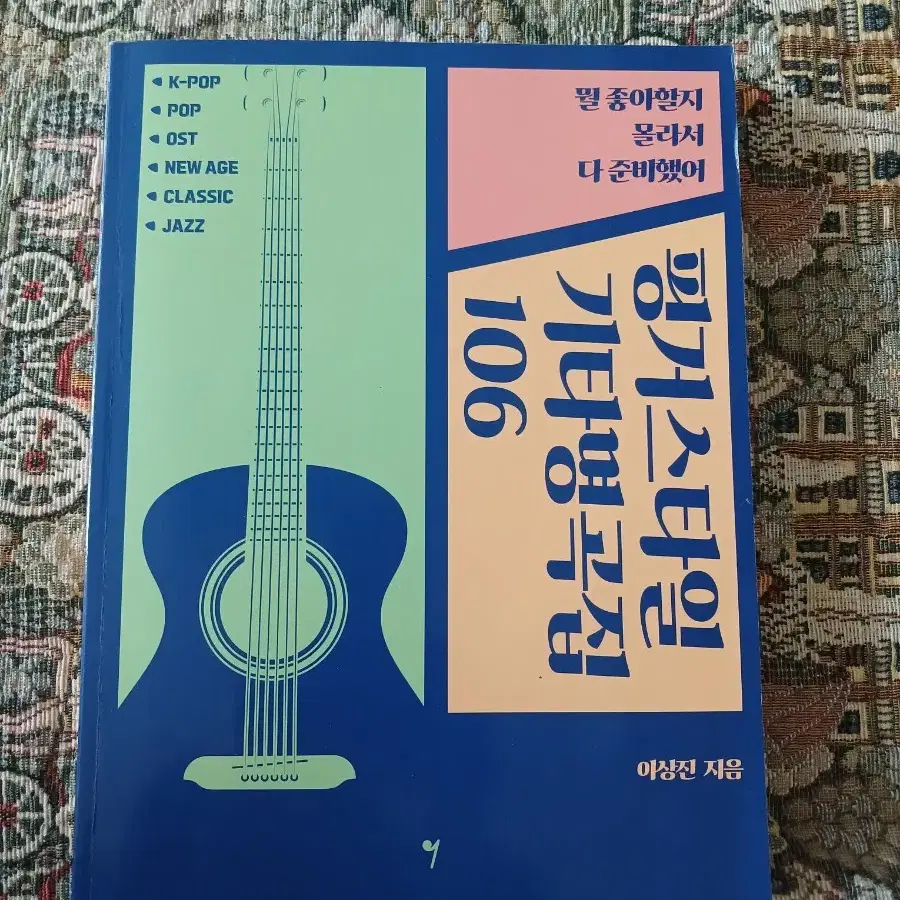 K-POP
POP
OST
NEW AGE
CLASSIC
JAZZ
뭘 좋아할지
몰라서
다 준비했어
핑거스타일
기타명곡집
106
이상진 지음